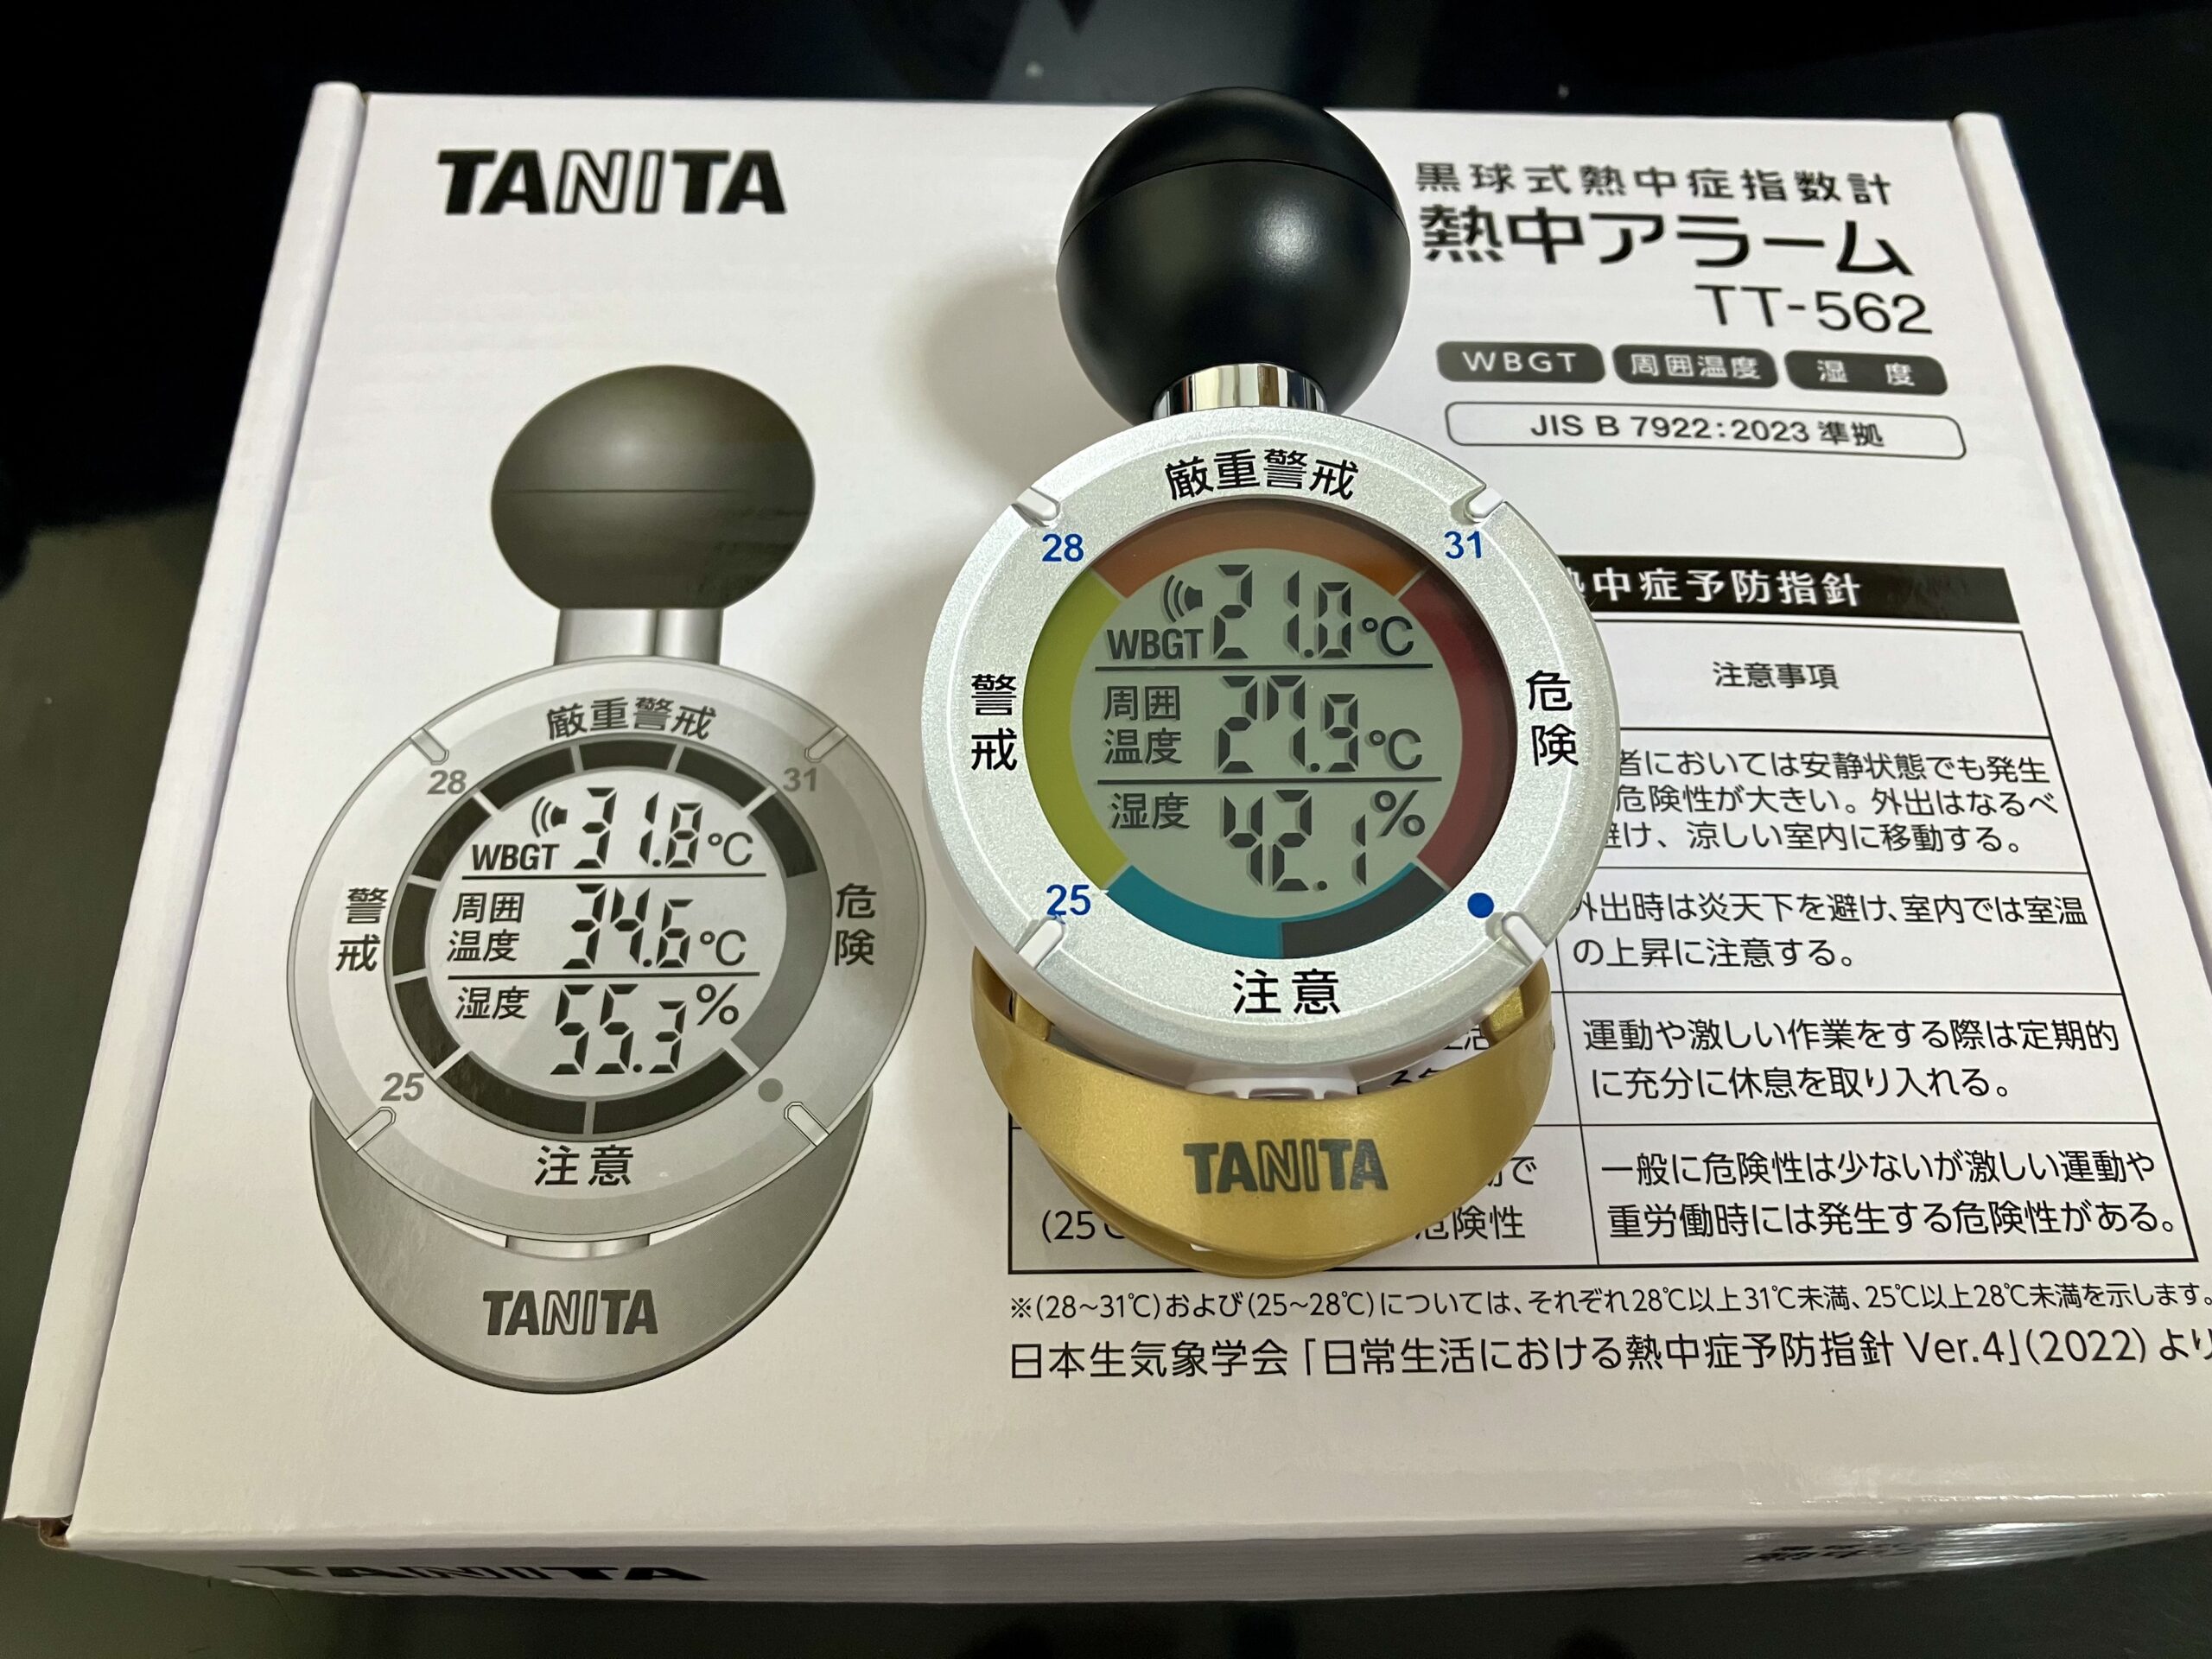 TANITA
黒球式熱中症指数計
熱中アラーム
TT-562
WBGT 周囲温度 湿度
JIS B 7922:2023 準拠
厳重警戒
28
31
WBGT 31.8℃
周囲温度 34.6℃
湿度 55.3%
警戒
危険
25
注意
TANITA
厳重警戒
28
31
WBGT 21.0℃
周囲温度 27.9℃
湿度 42.1%
警戒
危険
25
注意
TANITA
中症予防指針
注意事項
者においては安静状態でも発生
危険性が大きい。外出はなるべ
避け、涼しい室内に移動する。
外出時は炎天下を避け、室内では室温
の上昇に注意する。
運動や激しい作業をする際は定期的
に充分に休息を取り入れる。
で
(25
危険性
一般に危険性は少ないが激しい運動や
重労働時には発生する危険性がある。
※(28~31℃)および(25~28℃)については、それぞれ28℃以上31℃未満、25℃以上28℃未満を示します。
日本生気象学会「日常生活における熱中症予防指針 Ver.4」(2022)より
TANITA